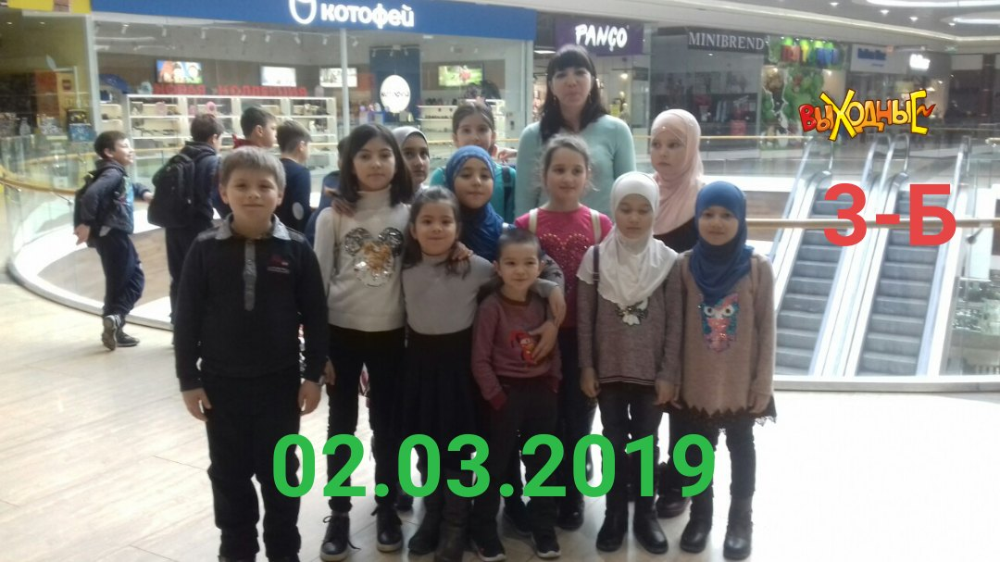 котофей
PANÇO
MINIBREND
ВЫХОДНЫЕ
3-Б
02.03.2019